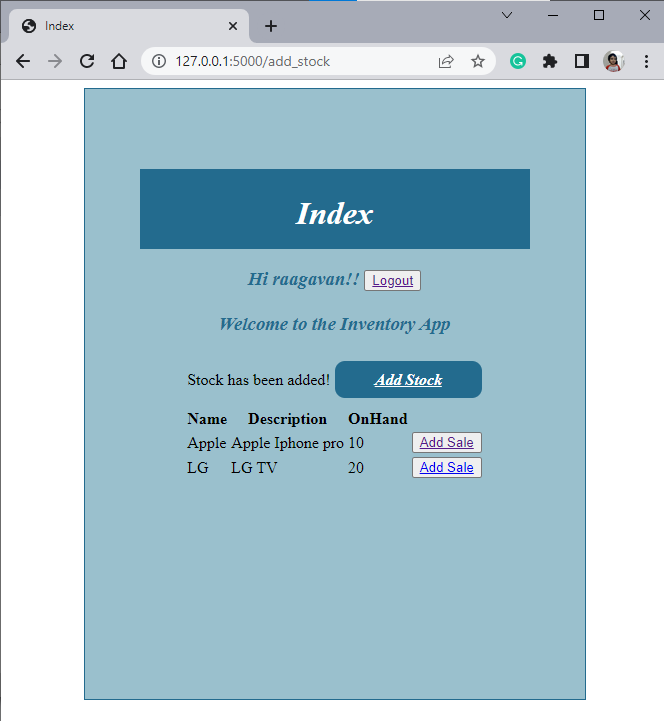 Index
127.0.0.1:5000/add_stock
Index
Hi raagavan!! Logout
Welcome to the Inventory App
Stock has been added! Add Stock
Name Description OnHand
Apple Apple Iphone pro 10 Add Sale
LG LG TV 20 Add Sale